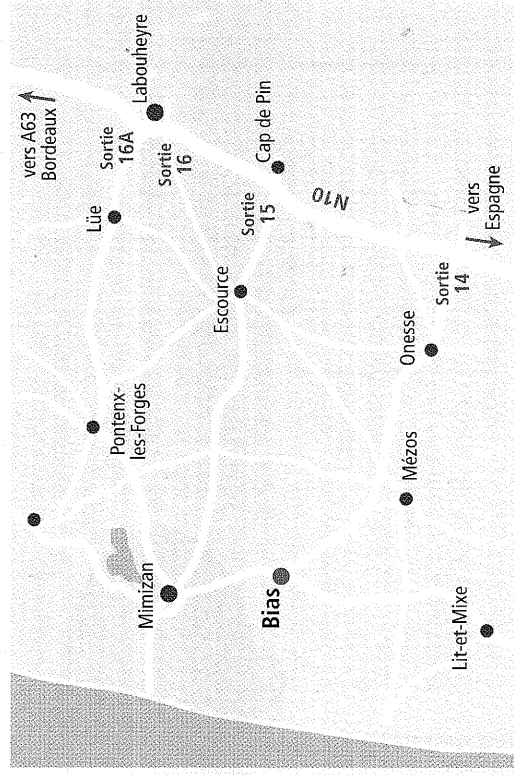 vers A63
Bordeaux
Labouheyre
Sortie
16A
Sortie
16
Lüe
Cap de Pin
Sortie
15
N10
vers
Espagne
Escource
Sortie
14
Onesse
Pontenx-
les-Forges
Mézos
Mimizan
Bias
Lit-et-Mixe